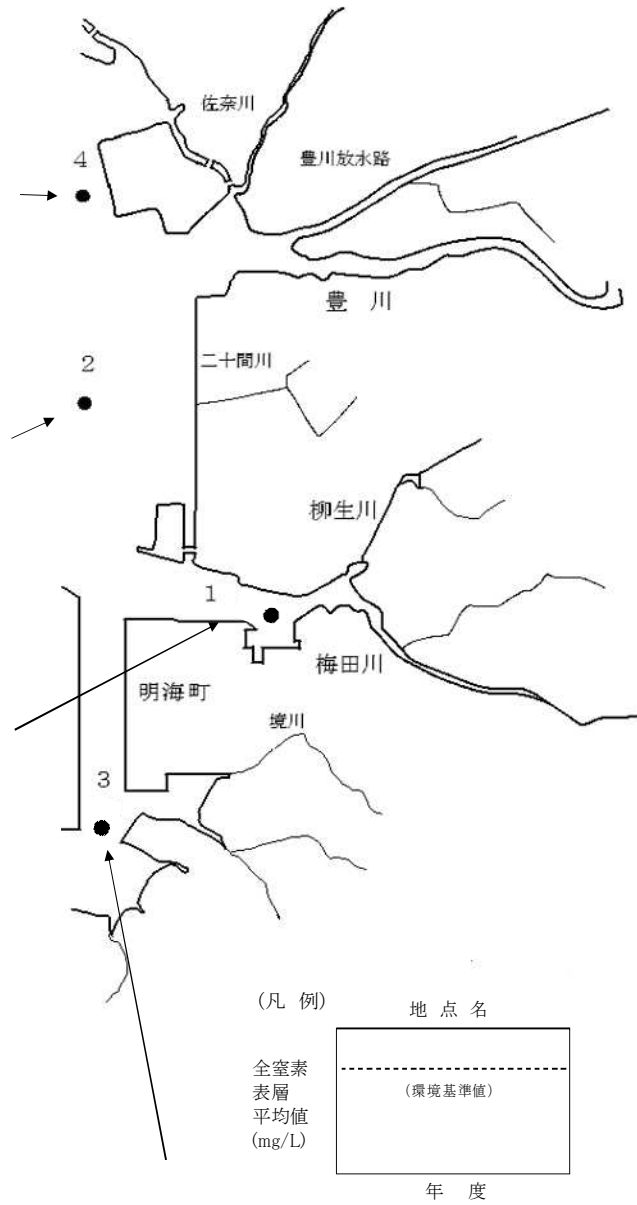 佐奈川
4
豊川放水路
豊 川
2
二十間川
柳生川
1
梅田川
明海町
境川
3
(凡 例)
地 点 名
全窒素
表層
平均値
(mg/L)
(環境基準値)
年 度